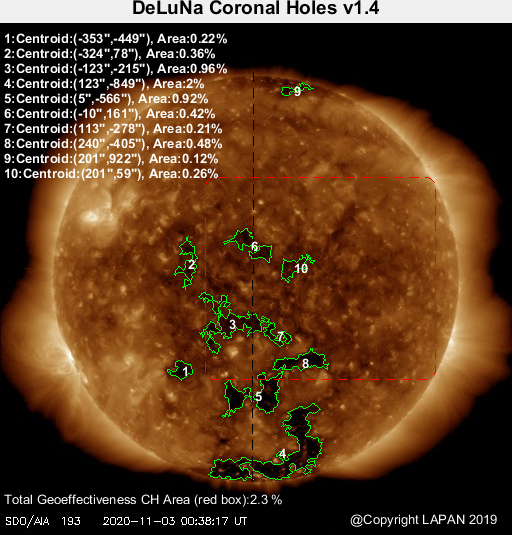 DeLuNa Coronal Holes v1.4
1:Centroid:(-353",-449"), Area:0.22%
2:Centroid:(-324",78"), Area:0.36%
3:Centroid:(-123",-215"), Area:0.96%
4:Centroid:(123",-849"), Area:2%
5:Centroid:(5",-566"), Area:0.92%
6:Centroid:(-10",161"), Area:0.42%
7:Centroid:(113",-278"), Area:0.21%
8:Centroid:(240",-405"), Area:0.48%
9:Centroid:(201",922"), Area:0.12%
10:Centroid:(201",59"), Area:0.26%
9
6
2
10
3
7
8
1
5
4
Total Geoeffectiveness CH Area (red box):2.3 %
SDO/AIA 193 2020-11-03 00:38:17 UT
@Copyright LAPAN 2019